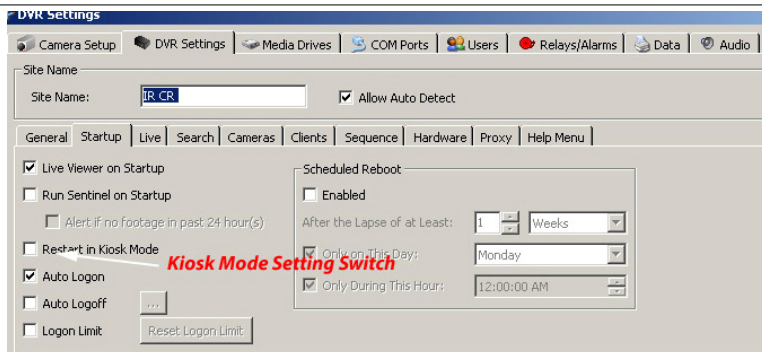 DVR Settings
Camera Setup DVR Settings Media Drives COM Ports Users Relays/Alarms Data Audio
Site Name
Site Name: IR CR Allow Auto Detect
General Startup Live Search Cameras Clients Sequence Hardware Proxy Help Menu
Live Viewer on Startup
Run Sentinel on Startup
Alert if no footage in past 24 hour(s)
Restart in Kiosk Mode
Kiosk Mode Setting Switch
Auto Logon
Auto Logoff ...
Logon Limit Reset Logon Limit
Scheduled Reboot
Enabled
After the Lapse of at Least: 1 Weeks
Only on This Day: Monday
Only During This Hour: 12:00:00 AM